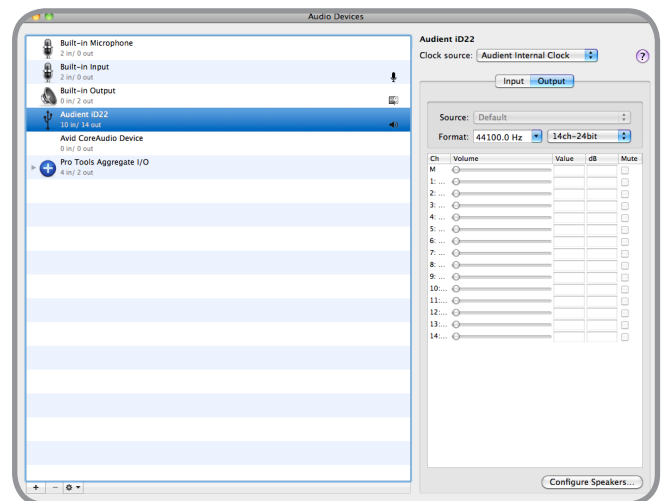 Audio Devices
Built-in Microphone
2 in/ 0 out
Built-in Input
2 in/ 0 out
Built-in Output
0 in/ 2 out
Audient iD22
10 in/ 14 out
Avid CoreAudio Device
0 in/ 0 out
Pro Tools Aggregate I/O
4 in/ 2 out
Audient iD22
Clock source: Audient Internal Clock ?
Input Output
Source: Default
Format: 44100.0 Hz 14ch-24bit
Ch Volume Value dB Mute
M
1: ...
2: ...
3: ...
4: ...
5: ...
6: ...
7: ...
8: ...
9: ...
10:...
11:...
12:...
13:...
14:...
Configure Speakers...